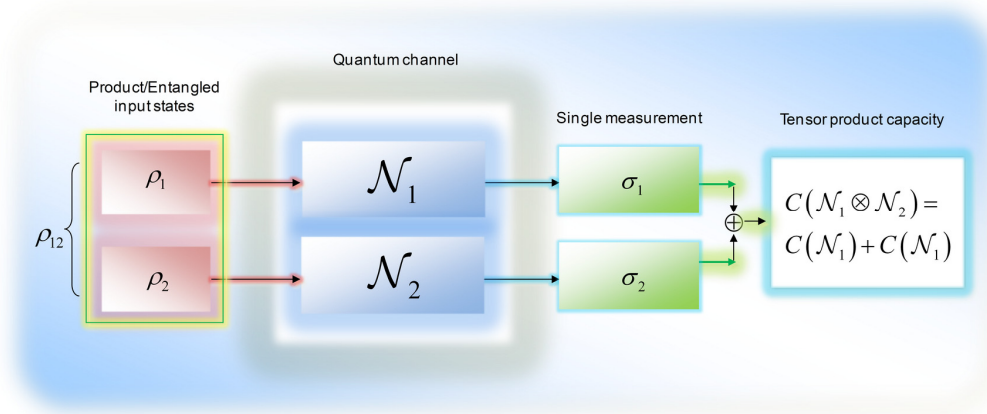 Quantum channel
Product/Entangled
input states
Single measurement
Tensor product capacity
ρ₁
𝒩₁
σ₁
C(𝒩₁ ⊗ 𝒩₂) =
C(𝒩₁) + C(𝒩₁)
ρ₁₂
⊕
ρ₂
𝒩₂
σ₂